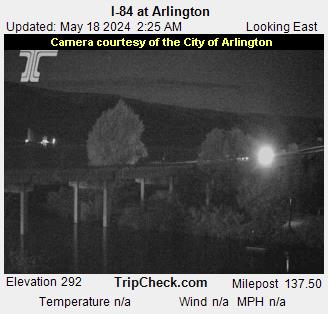 I-84 at Arlington
Updated: May 18 2024 2:25 AM Looking East
Camera courtesy of the City of Arlington
Elevation 292 TripCheck.com Milepost 137.50
Temperature n/a Wind n/a MPH n/a